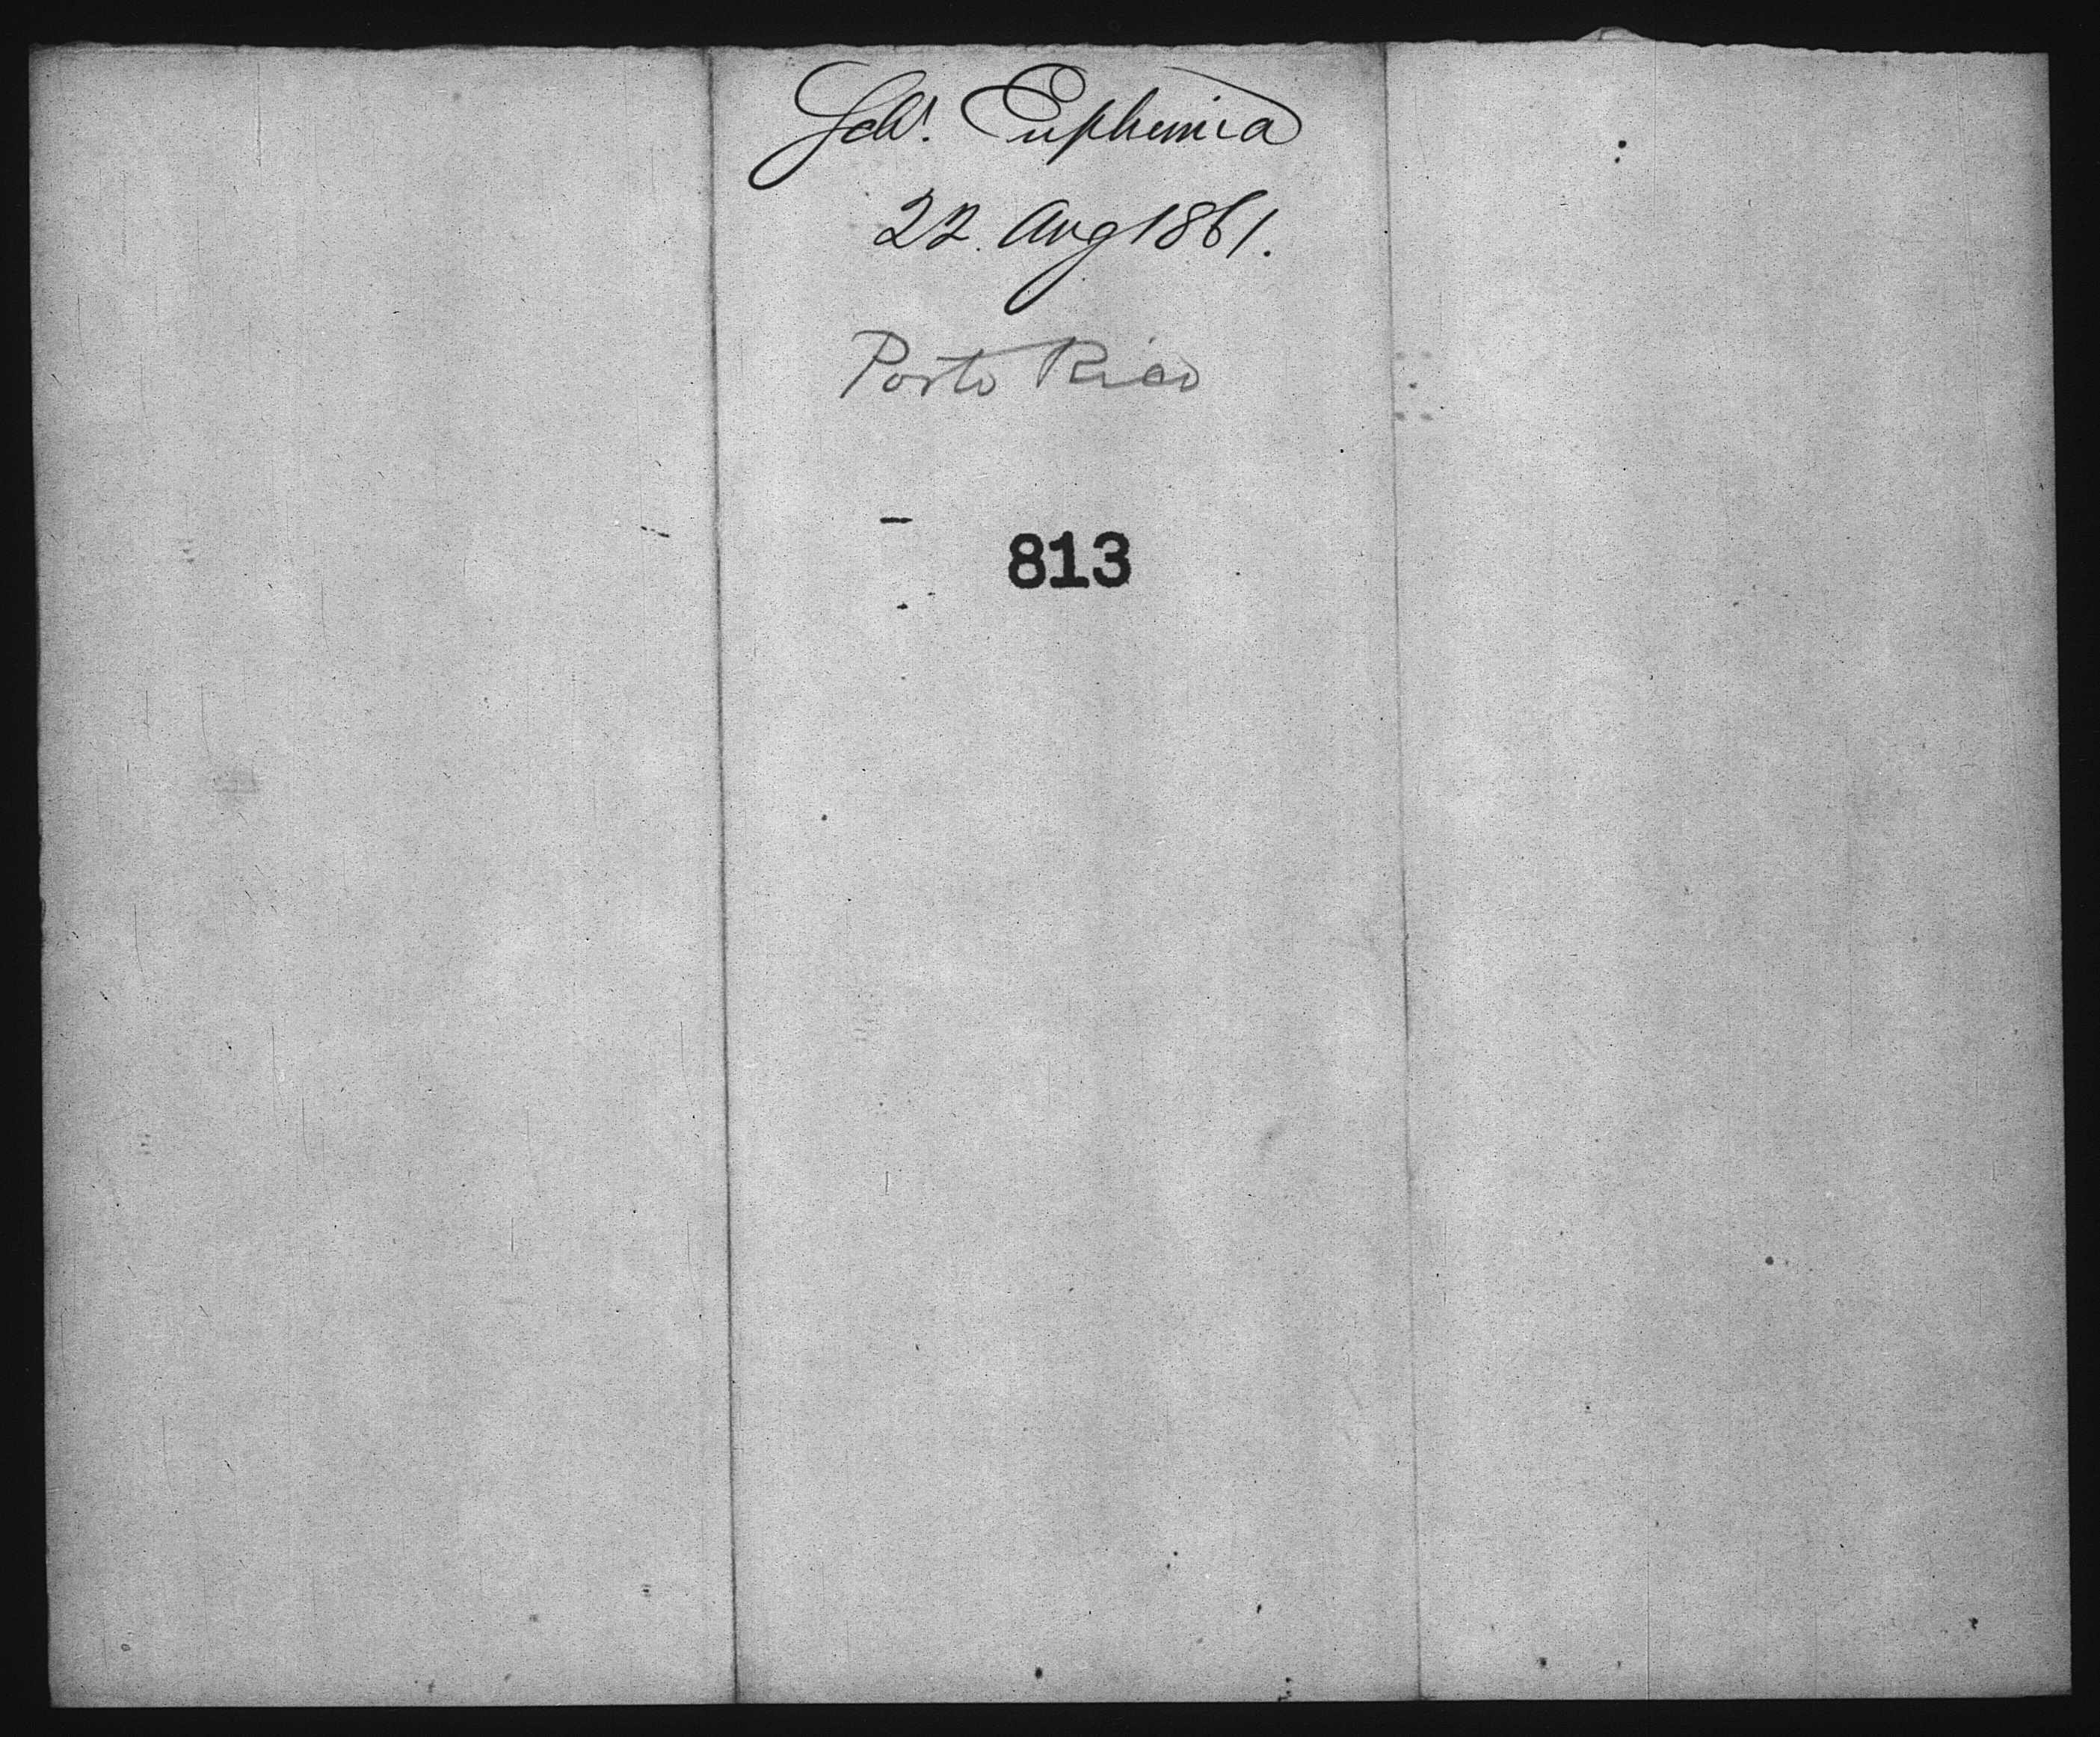 Schr. Euphemia
22. Aug 1861.
Porto Rico
813